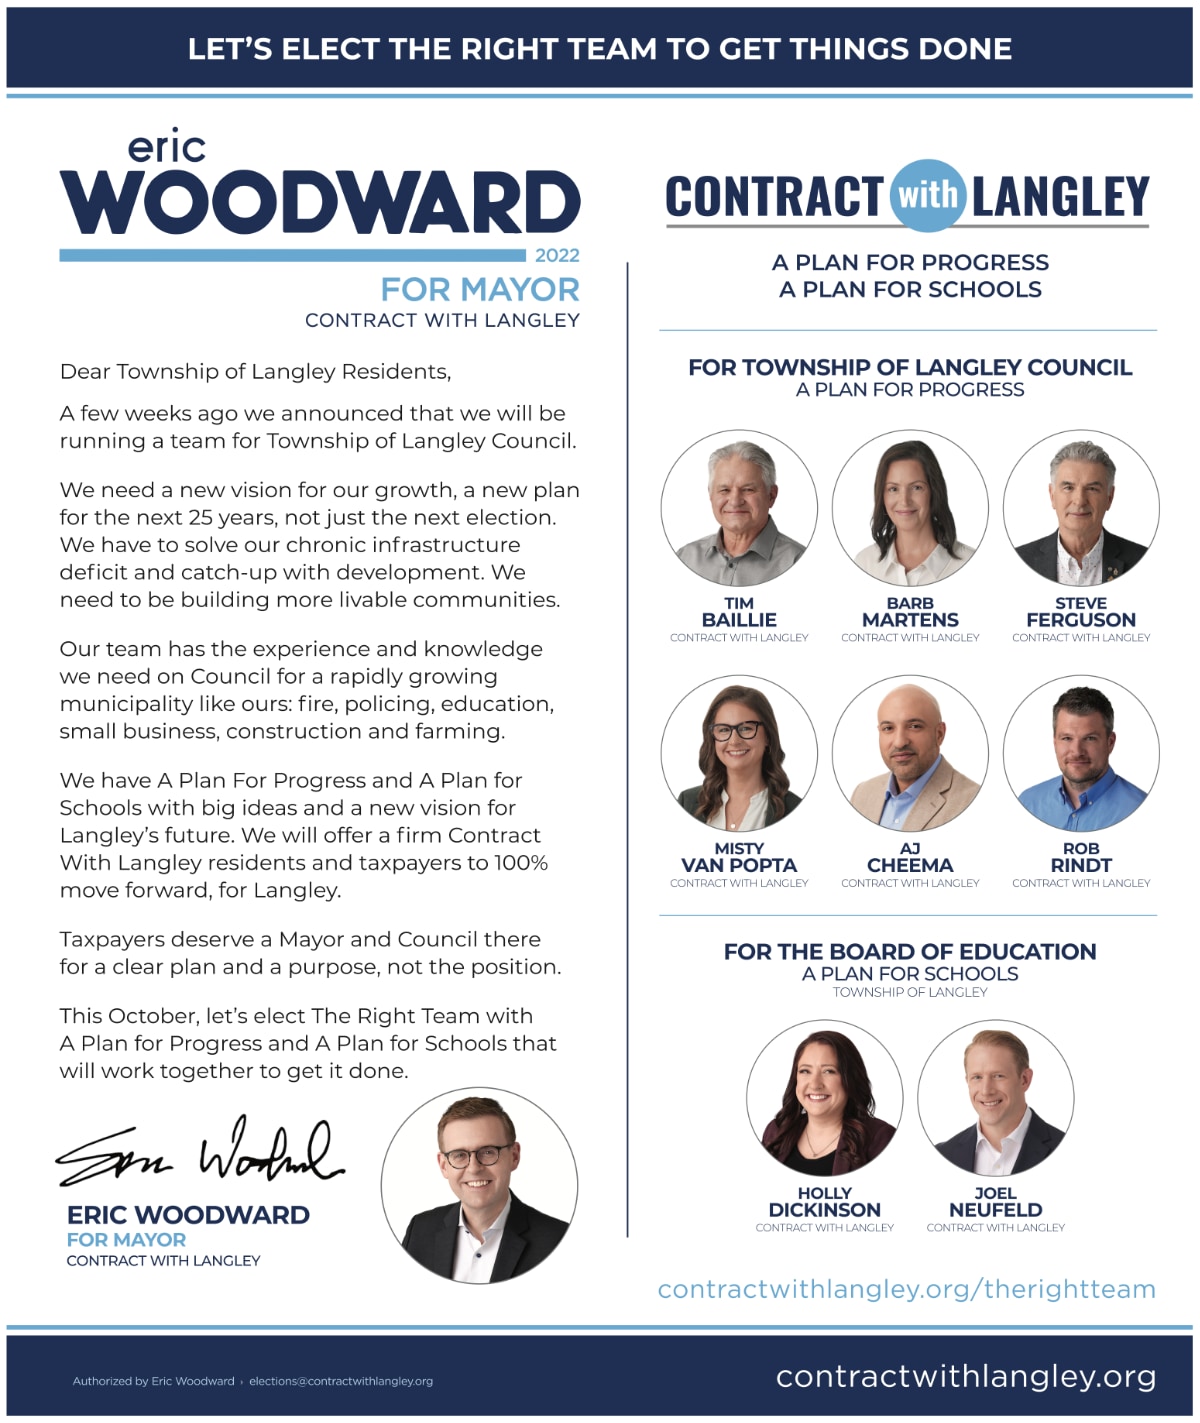 LET'S ELECT THE RIGHT TEAM TO GET THINGS DONE
eric
WOODWARD
2022
FOR MAYOR
CONTRACT WITH LANGLEY
Dear Township of Langley Residents,
A few weeks ago we announced that we will be
running a team for Township of Langley Council.
We need a new vision for our growth, a new plan
for the next 25 years, not just the next election.
We have to solve our chronic infrastructure
deficit and catch-up with development. We
need to be building more livable communities.
Our team has the experience and knowledge
we need on Council for a rapidly growing
municipality like ours: fire, policing, education,
small business, construction and farming.
We have A Plan For Progress and A Plan for
Schools with big ideas and a new vision for
Langley's future. We will offer a firm Contract
With Langley residents and taxpayers to 100%
move forward, for Langley.
Taxpayers deserve a Mayor and Council there
for a clear plan and a purpose, not the position.
This October, let's elect The Right Team with
A Plan for Progress and A Plan for Schools that
will work together to get it done.
Eric Woodward
ERIC WOODWARD
FOR MAYOR
CONTRACT WITH LANGLEY
CONTRACT with LANGLEY
A PLAN FOR PROGRESS
A PLAN FOR SCHOOLS
FOR TOWNSHIP OF LANGLEY COUNCIL
A PLAN FOR PROGRESS
TIM
BAILLIE
CONTRACT WITH LANGLEY
BARB
MARTENS
CONTRACT WITH LANGLEY
STEVE
FERGUSON
CONTRACT WITH LANGLEY
MISTY
VAN POPTA
CONTRACT WITH LANGLEY
AJ
CHEEMA
CONTRACT WITH LANGLEY
ROB
RINDT
CONTRACT WITH LANGLEY
FOR THE BOARD OF EDUCATION
A PLAN FOR SCHOOLS
TOWNSHIP OF LANGLEY
HOLLY
DICKINSON
CONTRACT WITH LANGLEY
JOEL
NEUFELD
CONTRACT WITH LANGLEY
contractwithlangley.org/therightteam
Authorized by Eric Woodward › elections@contractwithlangley.org
contractwithlangley.org